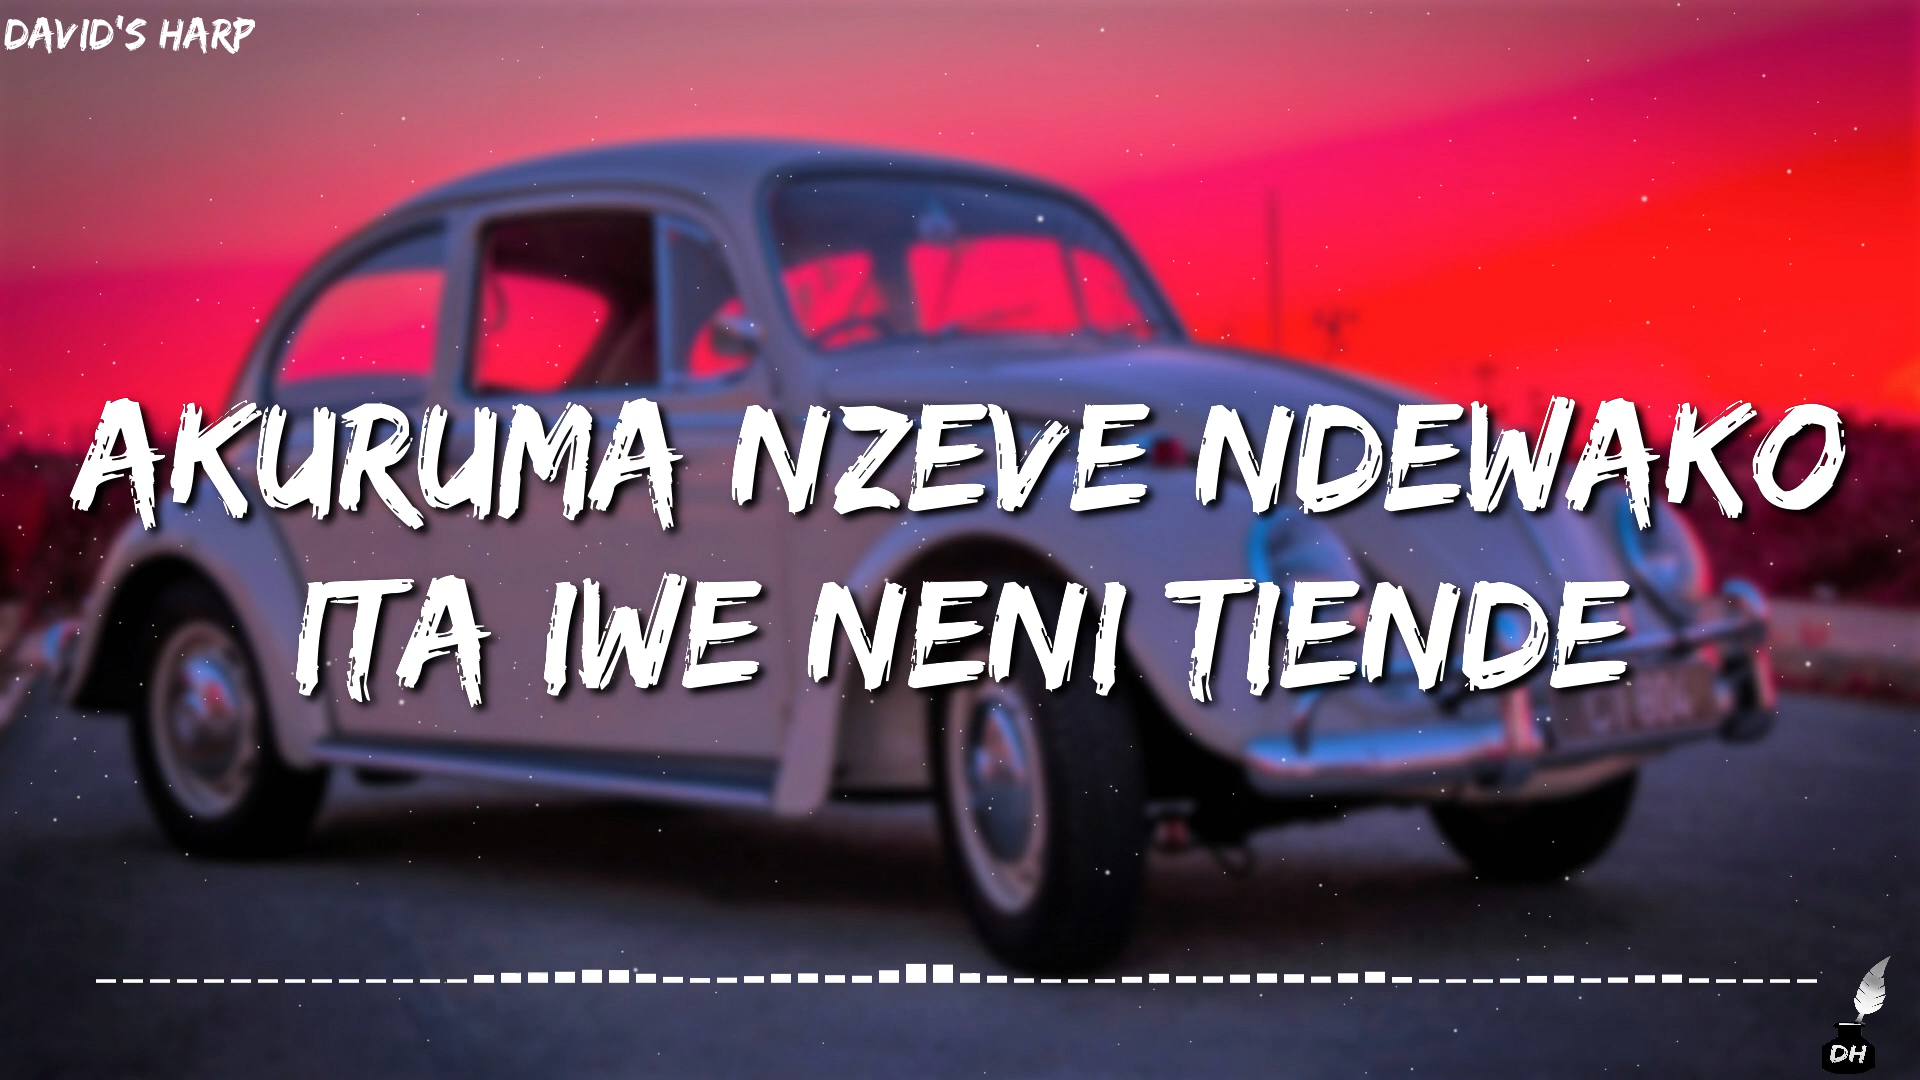 DAVID'S HARP
AKURUMA NZEVE NDEWAKO
ITA IWE NENI TIENDE
DH